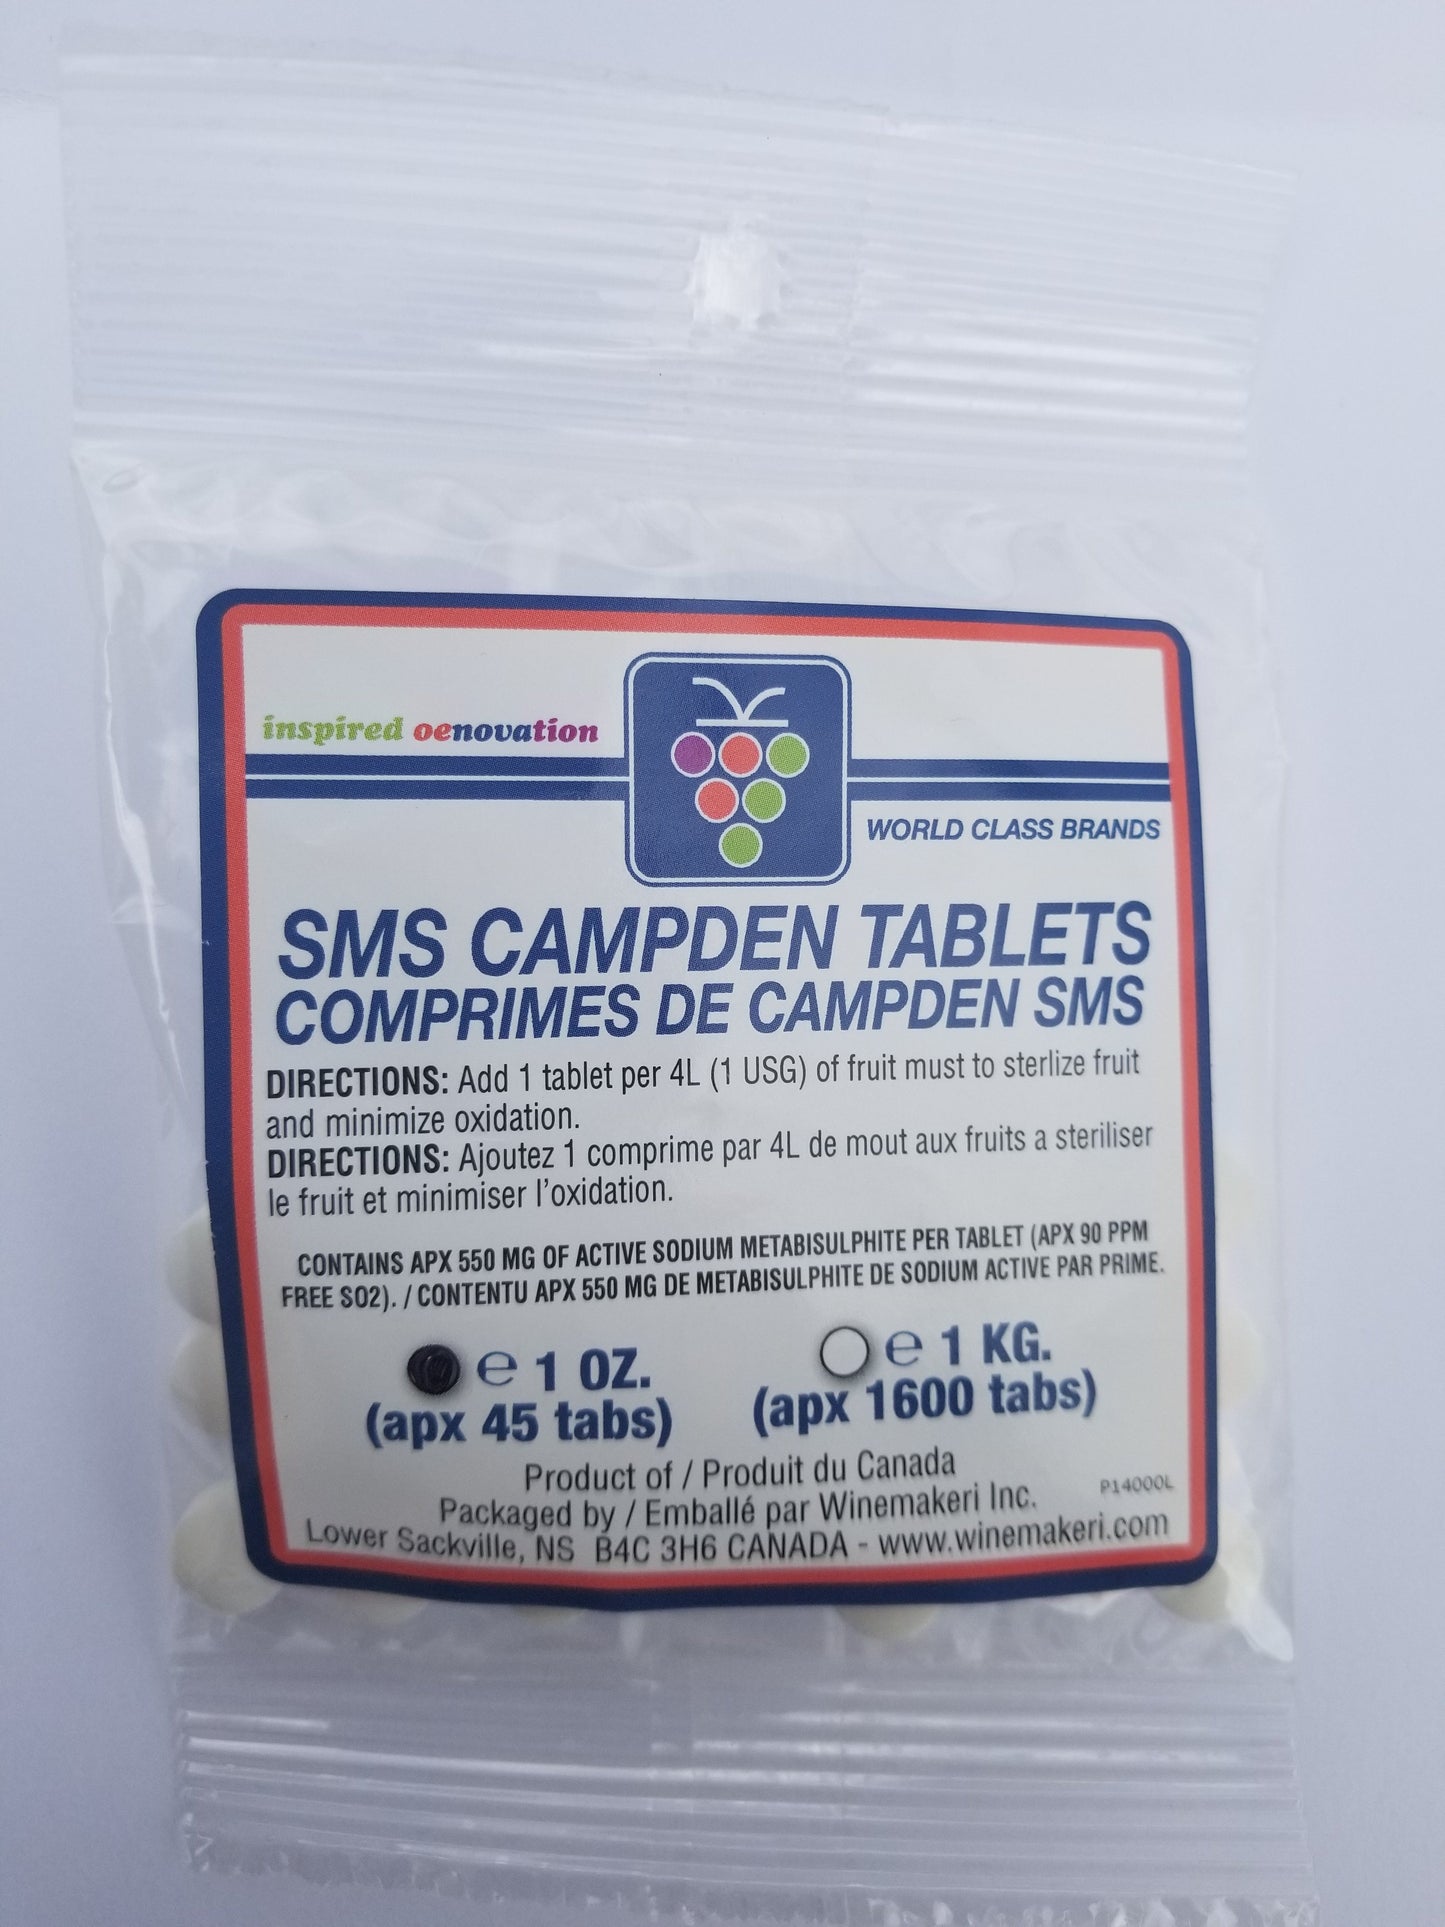 inspired oenovation
WORLD CLASS BRANDS
SMS CAMPDEN TABLETS
COMPRIMES DE CAMPDEN SMS
DIRECTIONS: Add 1 tablet per 4L (1 USG) of fruit must to sterlize fruit
and minimize oxidation.
DIRECTIONS: Ajoutez 1 comprime par 4L de mout aux fruits a steriliser
le fruit et minimiser l'oxidation.
CONTAINS APX 550 MG OF ACTIVE SODIUM METABISULPHITE PER TABLET (APX 90 PPM
FREE SO2). / CONTENTU APX 550 MG DE METABISULPHITE DE SODIUM ACTIVE PAR PRIME.
℮ 1 OZ.
(apx 45 tabs)
℮ 1 KG.
(apx 1600 tabs)
Product of / Produit du Canada
Packaged by / Emballé par Winemakeri Inc.
P14000L
Lower Sackville, NS B4C 3H6 CANADA - www.winemakeri.com